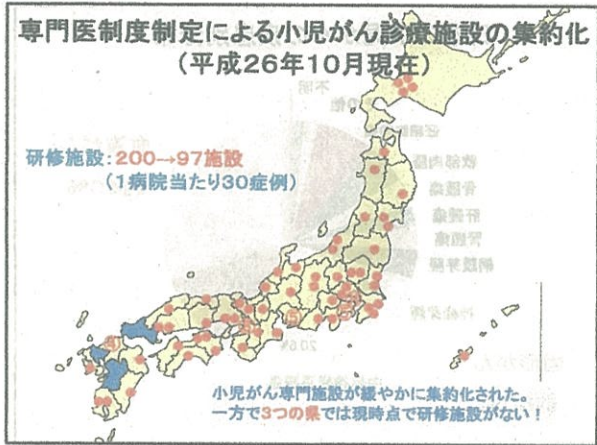 専門医制度制定による小児がん診療施設の集約化
(平成26年10月現在)
研修施設:200→97施設
(1病院当たり30症例)
小児がん専門施設が緩やかに集約化された。
一方で3つの県では現時点で研修施設がない!